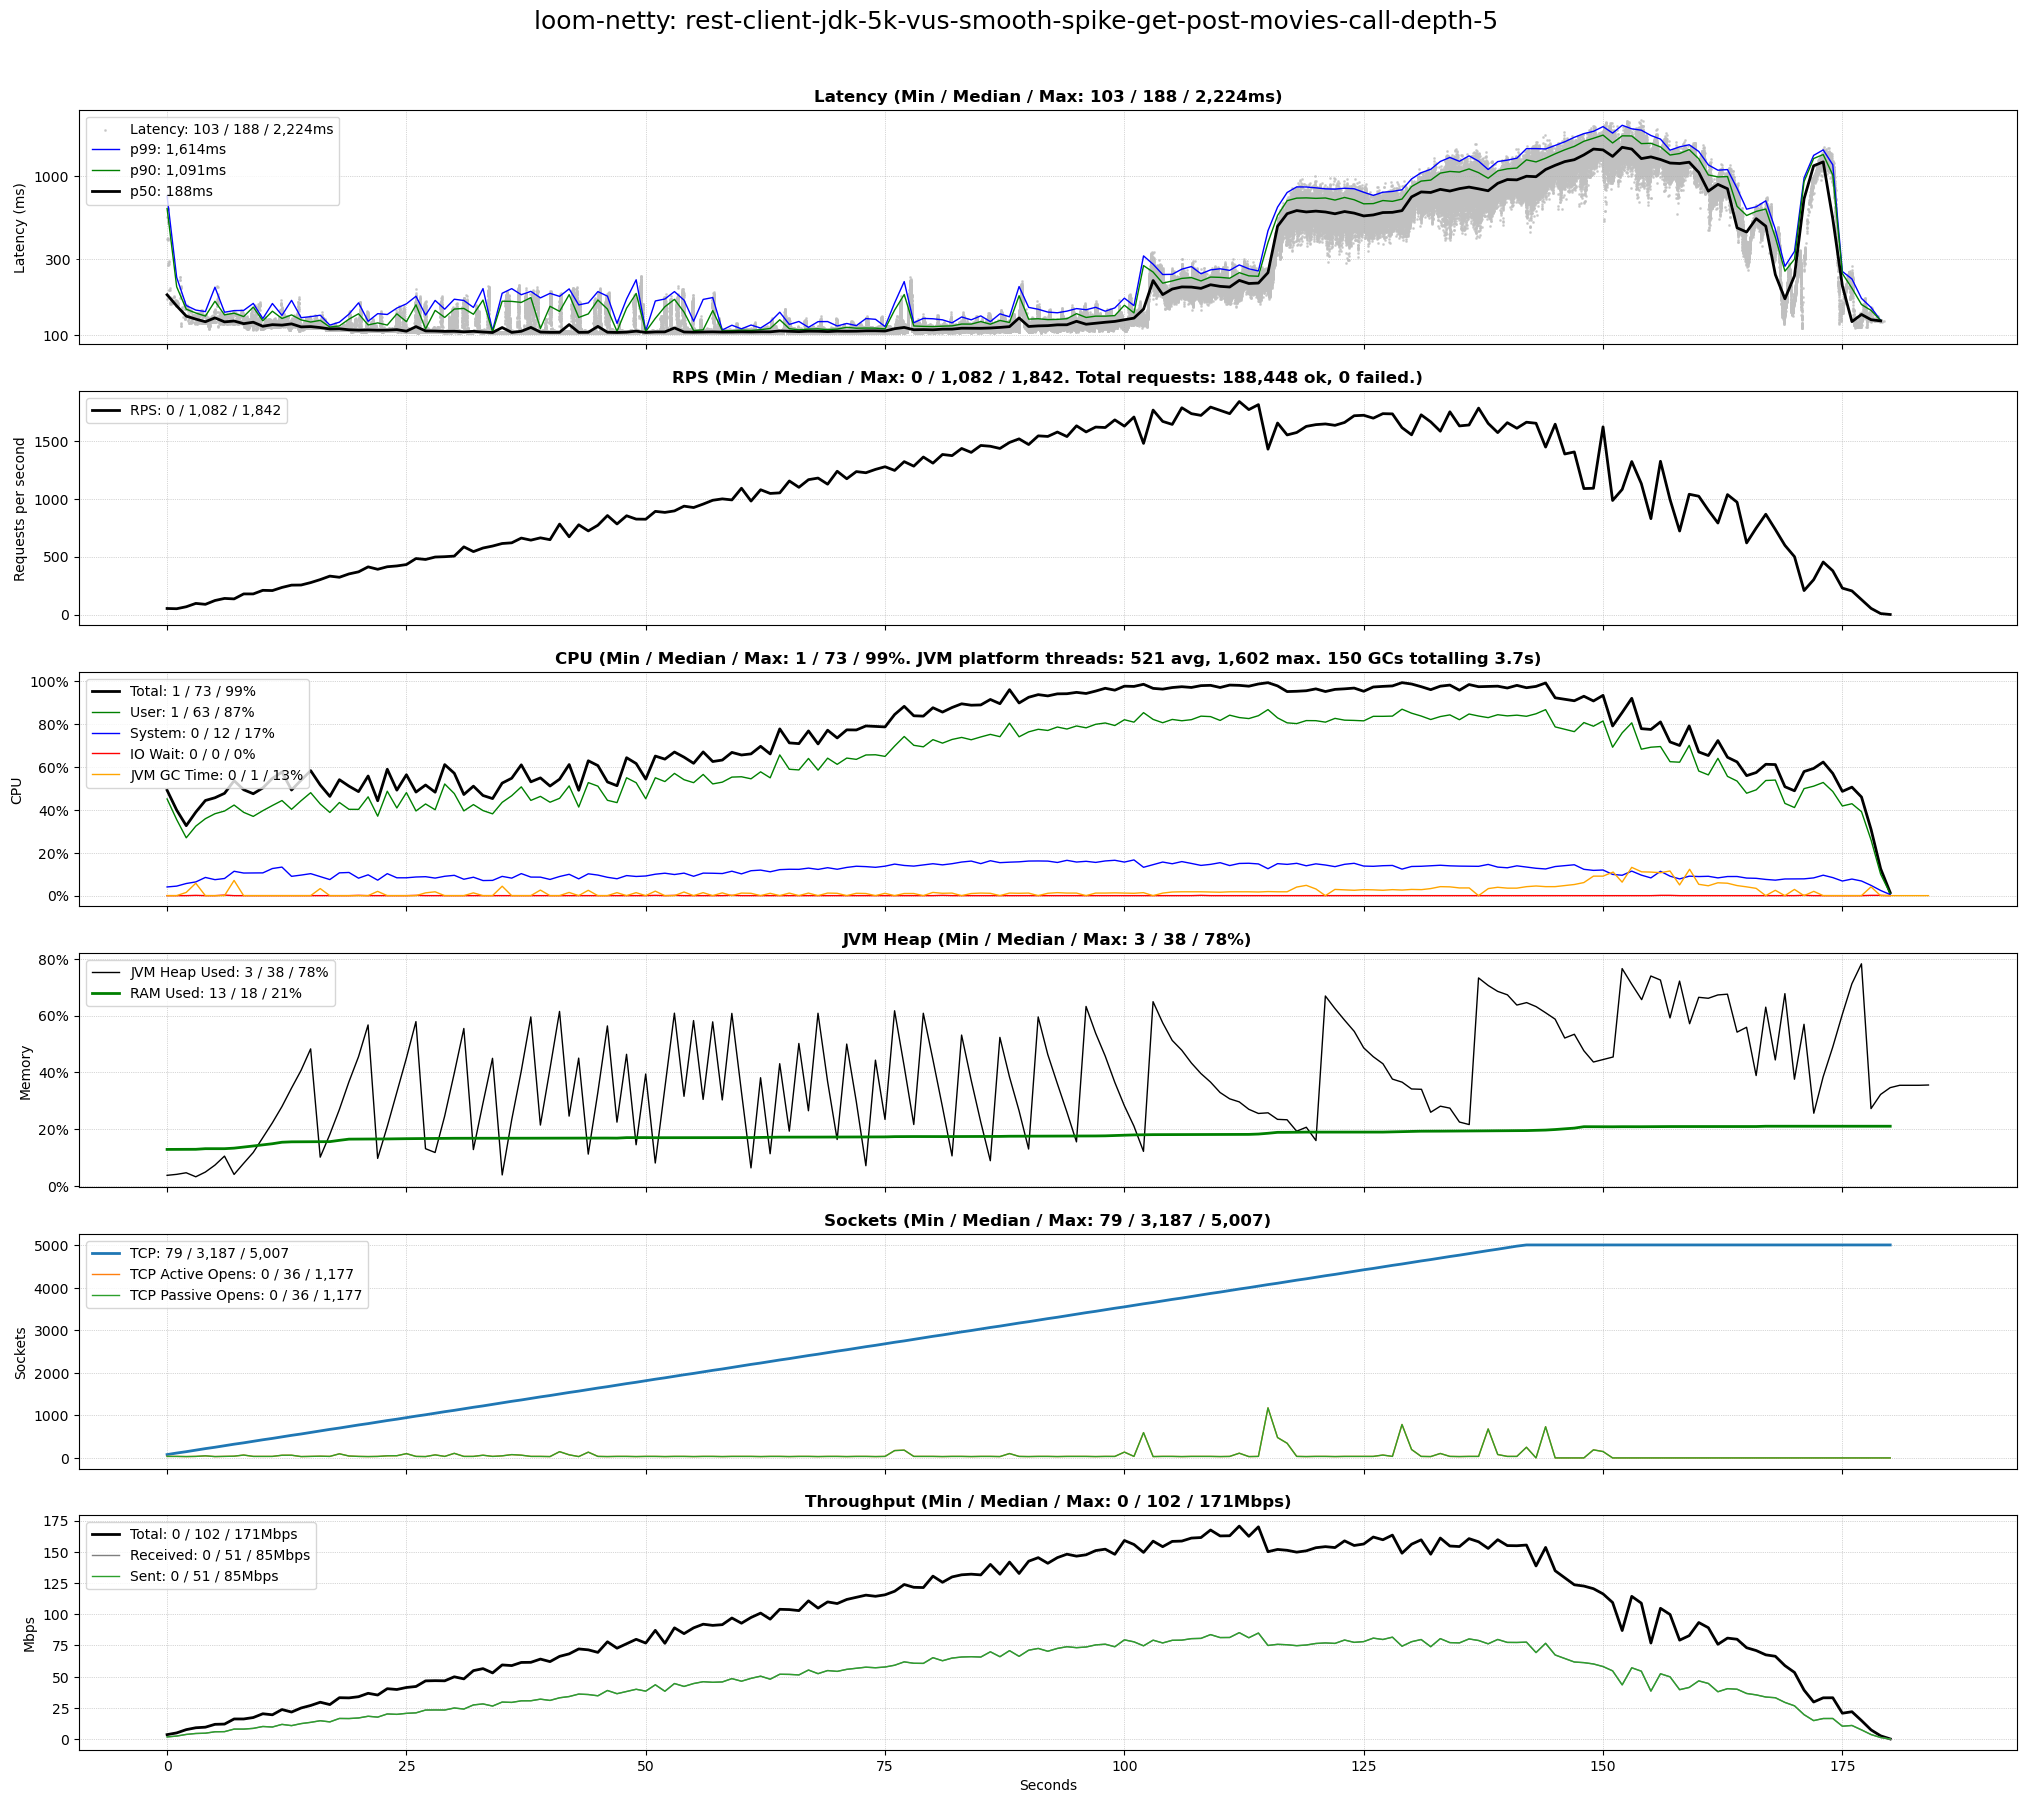 loom-netty: rest-client-jdk-5k-vus-smooth-spike-get-post-movies-call-depth-5
Latency (Min / Median / Max: 103 / 188 / 2,224ms)
Latency: 103 / 188 / 2,224ms
p99: 1,614ms
p90: 1,091ms
p50: 188ms
Latency (ms)
1000
300
100
RPS (Min / Median / Max: 0 / 1,082 / 1,842. Total requests: 188,448 ok, 0 failed.)
RPS: 0 / 1,082 / 1,842
Requests per second
1500
1000
500
0
CPU (Min / Median / Max: 1 / 73 / 99%. JVM platform threads: 521 avg, 1,602 max. 150 GCs totalling 3.7s)
Total: 1 / 73 / 99%
User: 1 / 63 / 87%
System: 0 / 12 / 17%
IO Wait: 0 / 0 / 0%
JVM GC Time: 0 / 1 / 13%
CPU
100%
80%
60%
40%
20%
0%
JVM Heap (Min / Median / Max: 3 / 38 / 78%)
JVM Heap Used: 3 / 38 / 78%
RAM Used: 13 / 18 / 21%
Memory
80%
60%
40%
20%
0%
Sockets (Min / Median / Max: 79 / 3,187 / 5,007)
TCP: 79 / 3,187 / 5,007
TCP Active Opens: 0 / 36 / 1,177
TCP Passive Opens: 0 / 36 / 1,177
Sockets
5000
4000
3000
2000
1000
0
Throughput (Min / Median / Max: 0 / 102 / 171Mbps)
Total: 0 / 102 / 171Mbps
Received: 0 / 51 / 85Mbps
Sent: 0 / 51 / 85Mbps
Mbps
175
150
125
100
75
50
25
0
0 25 50 75 100 125 150 175
Seconds